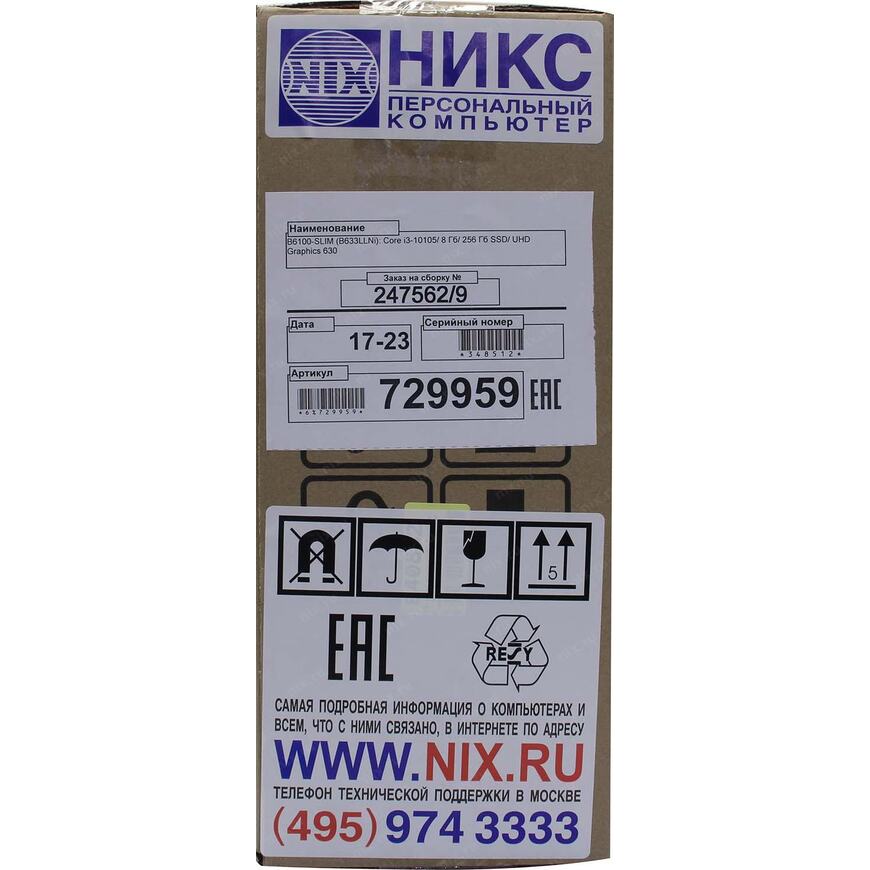 NIX
НИКС
ПЕРСОНАЛЬНЫЙ
КОМПЬЮТЕР
Наименование
B6100-SLIM (B633LLNi): Core i3-10105/ 8 Гб/ 256 Гб SSD/ UHD
Graphics 630
Заказ на сборку №
247562/9
Дата
17-23
Серийный номер
*348512*
Артикул
*6%729959*
729959
EAC
5
EAC
RESY
САМАЯ ПОДРОБНАЯ ИНФОРМАЦИЯ О КОМПЬЮТЕРАХ И
ВСЕМ, ЧТО С НИМИ СВЯЗАНО, В ИНТЕРНЕТЕ ПО АДРЕСУ
WWW.NIX.RU
ТЕЛЕФОН ТЕХНИЧЕСКОЙ ПОДДЕРЖКИ В МОСКВЕ
(495) 974 3333